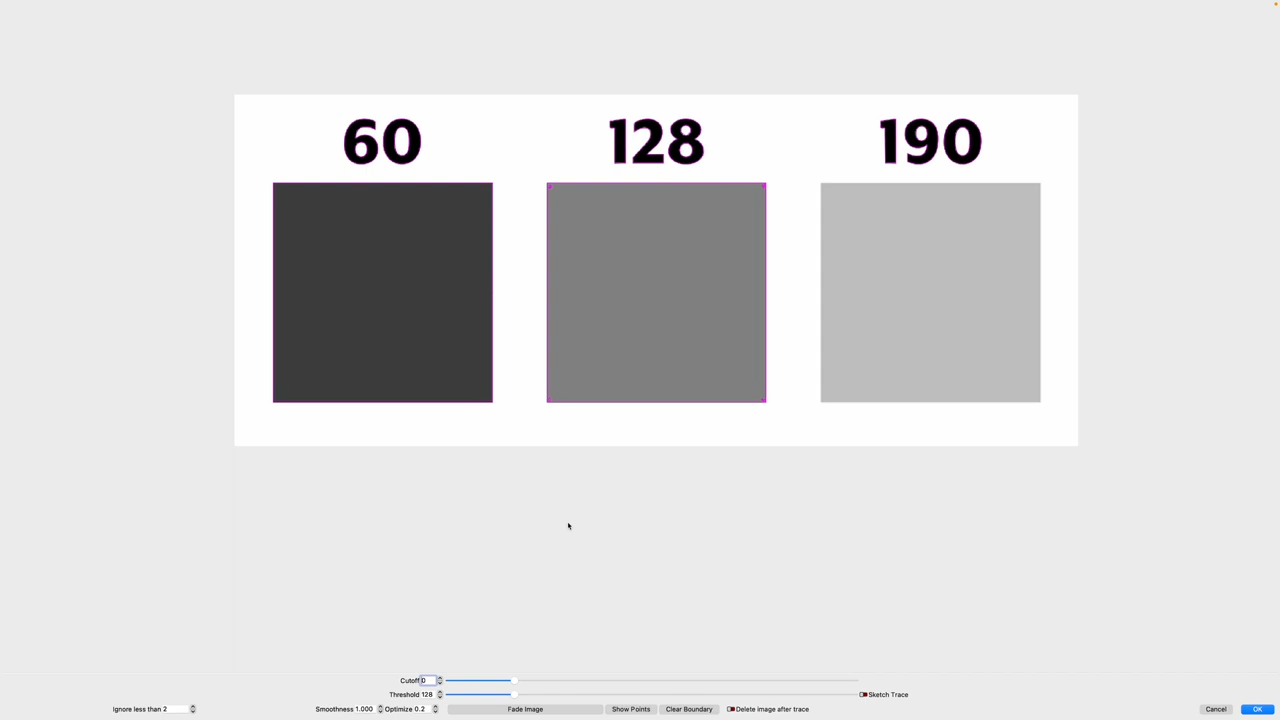 60 128 190
Cutoff 0
Threshold 128 Sketch Trace
Ignore less than 2 Smoothness 1.000 Optimize 0.2 Fade Image Show Points Clear Boundary Delete image after trace Cancel OK